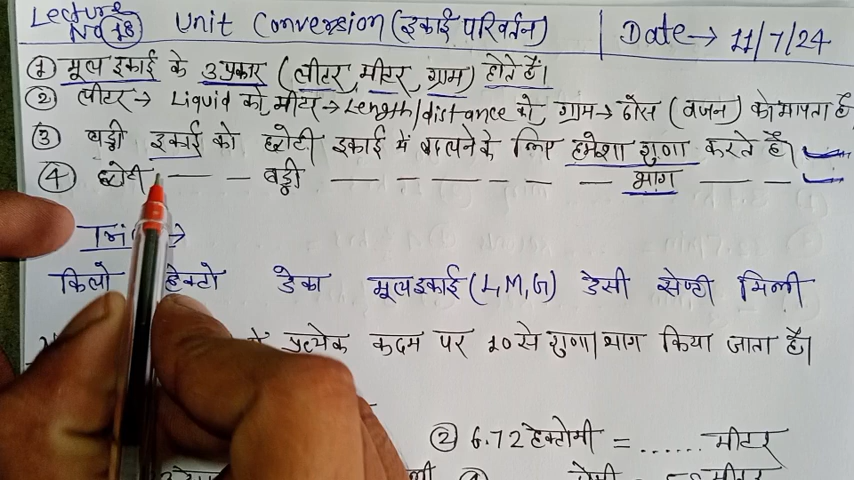 Lecture No 18 Unit Conversion (इकाई परिवर्तन) Date→ 11/7/24
① मूल इकाई के 3 प्रकार (लीटर, मीटर, ग्राम) होते है।
② लीटर→ Liquid को, मीटर→Length/distance को, ग्राम→ ठोस (वजन) को मापता है
③ बड़ी इकाई को छोटी इकाई में बदलने के लिए हमेशा गुणा करते है।
④ छोटी — — बड़ी — — — — — — भाग — —
किलो हेक्टो डेका मूल इकाई (L, M, G) डेसी सेण्टी मिली
प्रत्येक कदम पर 10 से गुणा/भाग किया जाता है।
② 6.72 हेक्टोमी = ...... मीटर